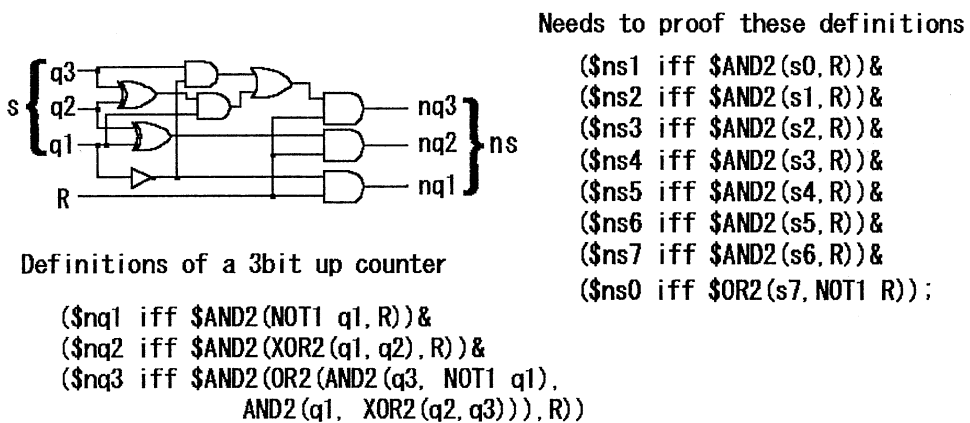 Needs to proof these definitions
($ns1 iff $AND2(s0,R))&
($ns2 iff $AND2(s1,R))&
($ns3 iff $AND2(s2,R))&
($ns4 iff $AND2(s3,R))&
($ns5 iff $AND2(s4,R))&
($ns6 iff $AND2(s5,R))&
($ns7 iff $AND2(s6,R))&
($ns0 iff $OR2(s7,NOT1 R));
s
q3
q2
q1
R
nq3
nq2
nq1
ns
Definitions of a 3bit up counter
($nq1 iff $AND2(NOT1 q1,R))&
($nq2 iff $AND2(XOR2(q1,q2),R))&
($nq3 iff $AND2(OR2(AND2(q3, NOT1 q1),
AND2(q1, XOR2(q2,q3))),R))